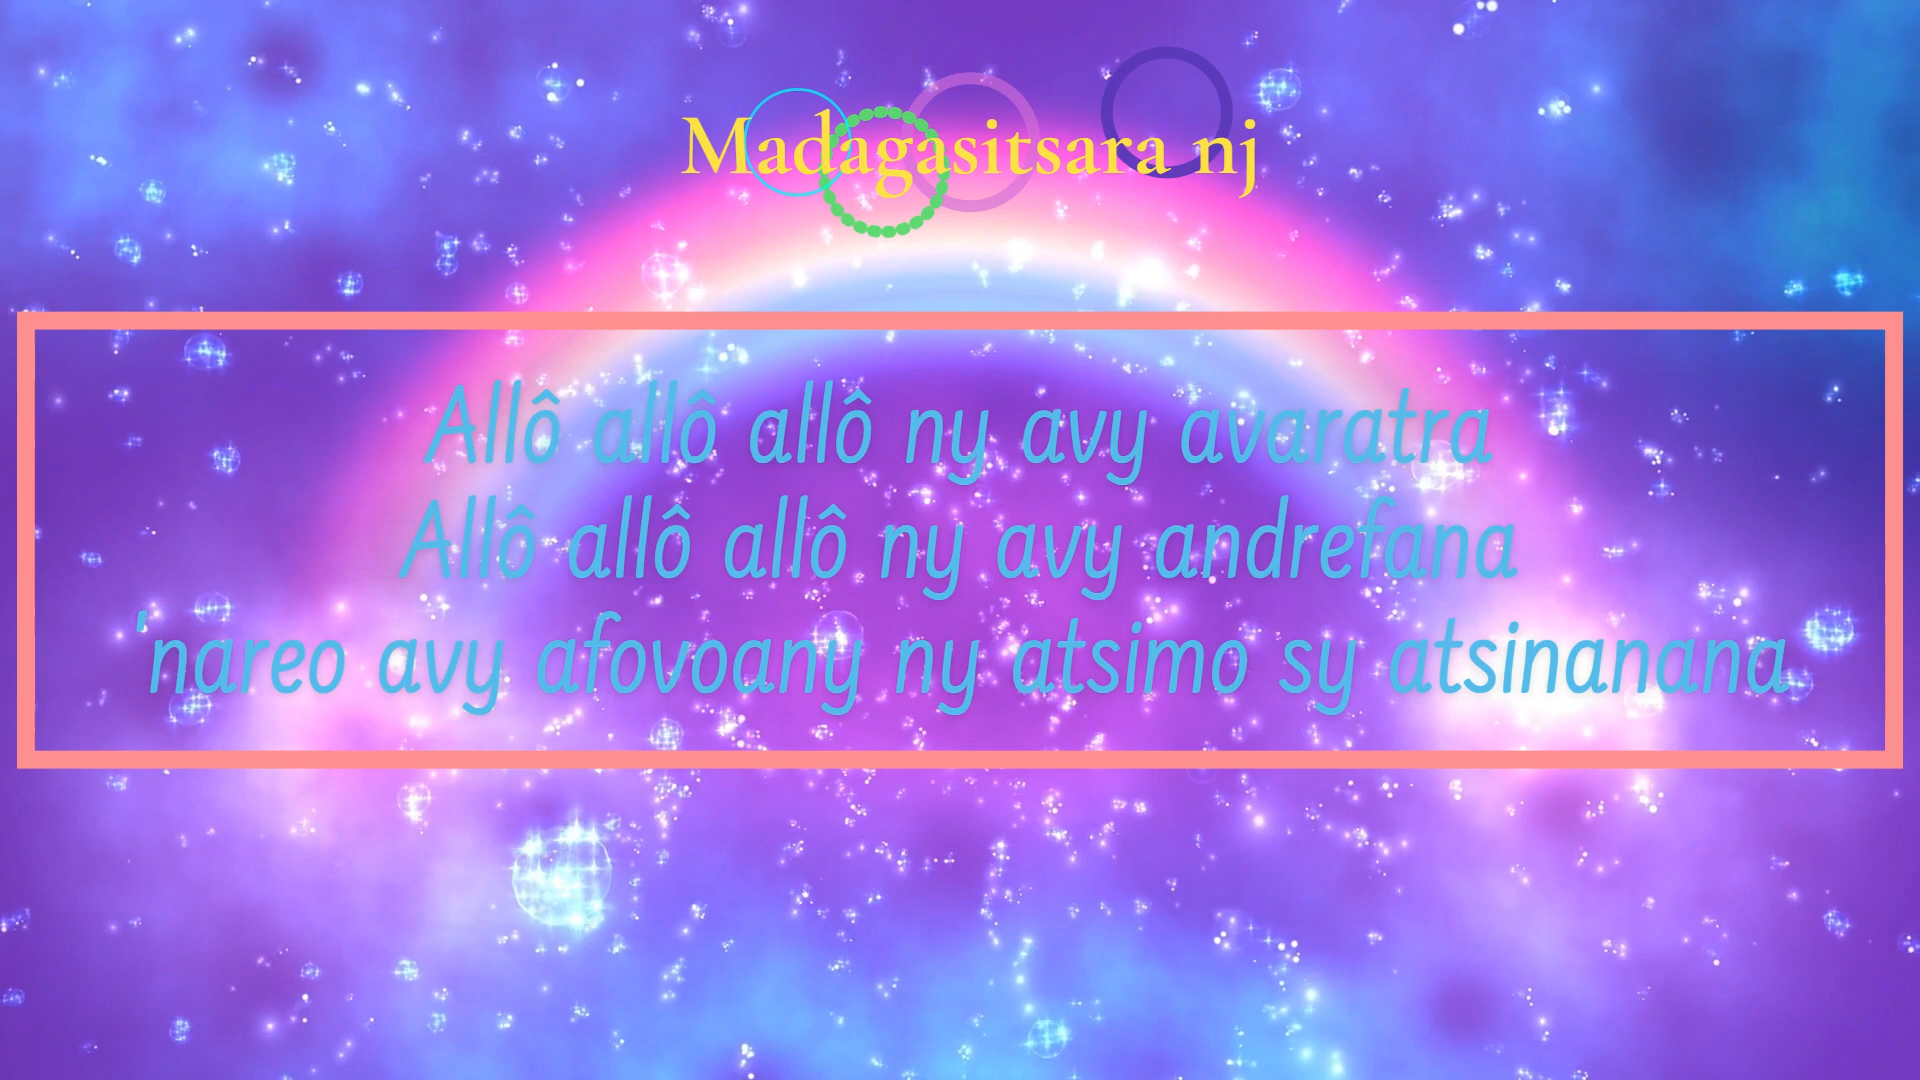 Madagasitsara nj
Allô allô allô ny avy avaratra
Allô allô allô ny avy andrefana
'nareo avy afovoany ny atsimo sy atsinanana